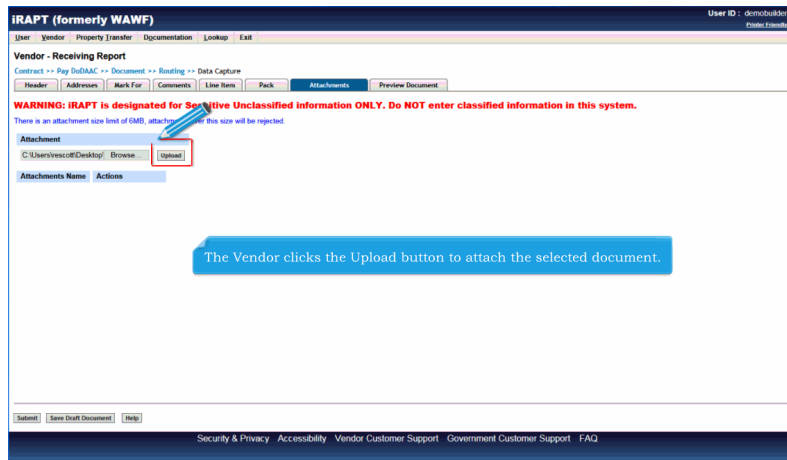 iRAPT (formerly WAWF)
User ID : demobuilder
Printer Friendly
User Vendor Property Transfer Documentation Lookup Exit
Vendor - Receiving Report
Contract >> Pay DoDAAC >> Document >> Routing >> Data Capture
Header Addresses Mark For Comments Line Item Pack Attachments Preview Document
WARNING: iRAPT is designated for Se sitive Unclassified information ONLY. Do NOT enter classified information in this system.
There is an attachment size limit of 6MB, attachm er this size will be rejected.
Attachment
C:\Users\rescott\Desktop\ Browse... Upload
Attachments Name Actions
The Vendor clicks the Upload button to attach the selected document.
Submit Save Draft Document Help
Security & Privacy Accessibility Vendor Customer Support Government Customer Support FAQ